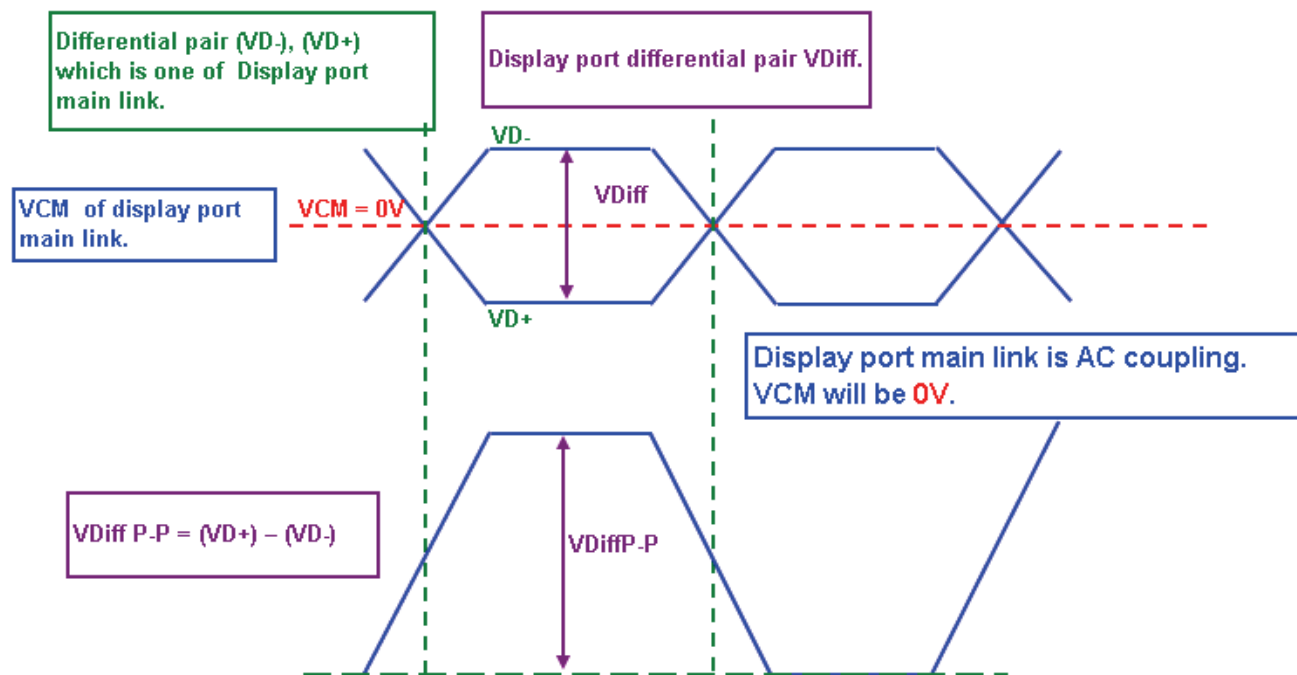 Differential pair (VD-), (VD+)
which is one of Display port
main link.
Display port differential pair VDiff.
VD-
VDiff
VCM of display port
main link.
VCM = 0V
VD+
Display port main link is AC coupling.
VCM will be 0V.
VDiff P-P = (VD+) – (VD-)
VDiffP-P